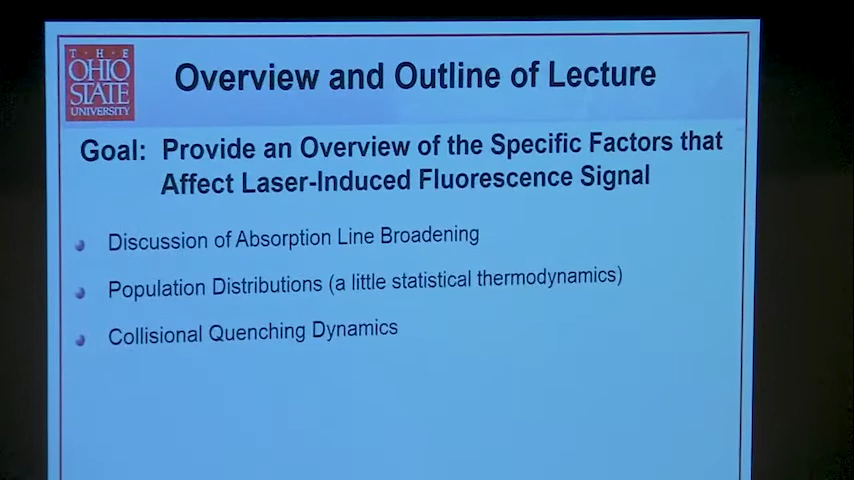 THE
OHIO
STATE
UNIVERSITY
Overview and Outline of Lecture
Goal: Provide an Overview of the Specific Factors that
Affect Laser-Induced Fluorescence Signal
Discussion of Absorption Line Broadening
Population Distributions (a little statistical thermodynamics)
Collisional Quenching Dynamics